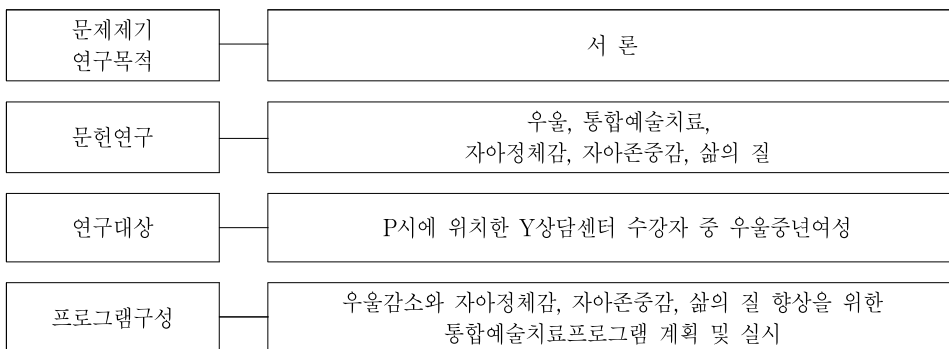 문제제기
연구목적
서 론
문헌연구
우울, 통합예술치료,
자아정체감, 자아존중감, 삶의 질
연구대상
P시에 위치한 Y상담센터 수강자 중 우울중년여성
프로그램구성
우울감소와 자아정체감, 자아존중감, 삶의 질 향상을 위한
통합예술치료프로그램 계획 및 실시